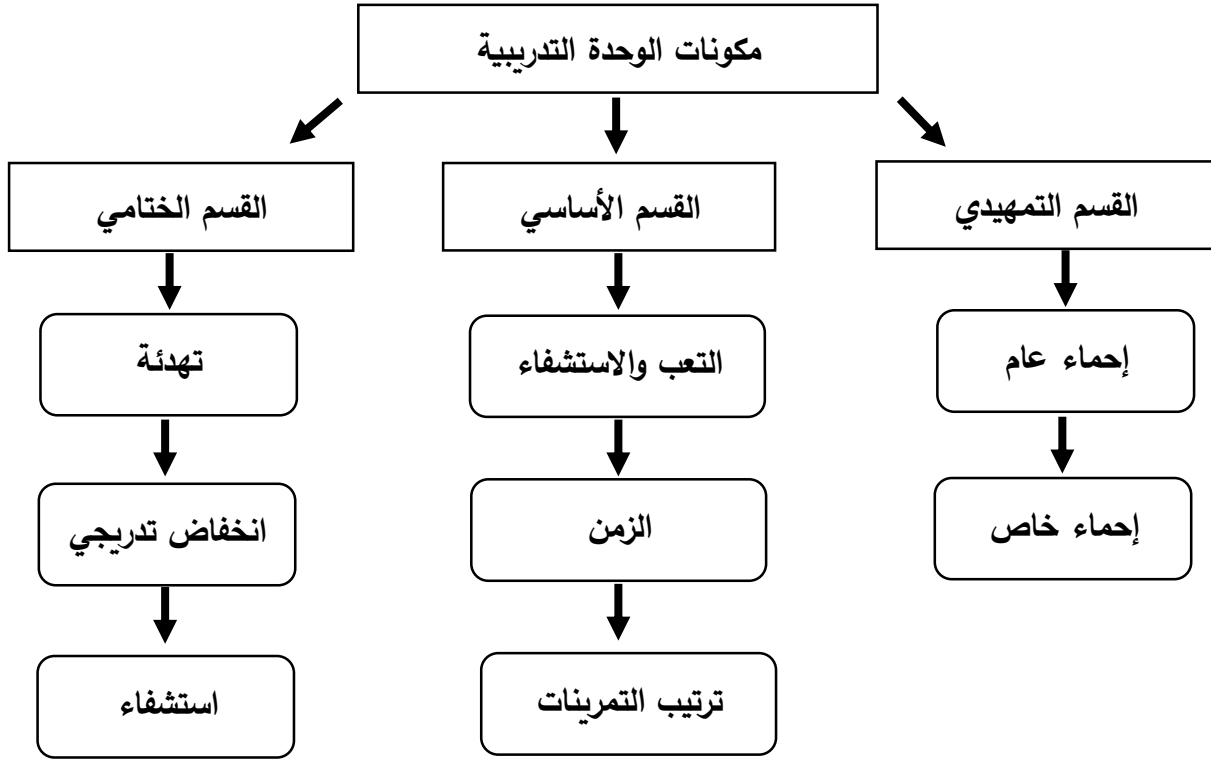 مكونات الوحدة التدريبية
القسم التمهيدي
القسم الأساسي
القسم الختامي
إحماء عام
التعب والاستشفاء
تهدئة
إحماء خاص
الزمن
انخفاض تدريجي
ترتيب التمرينات
استشفاء